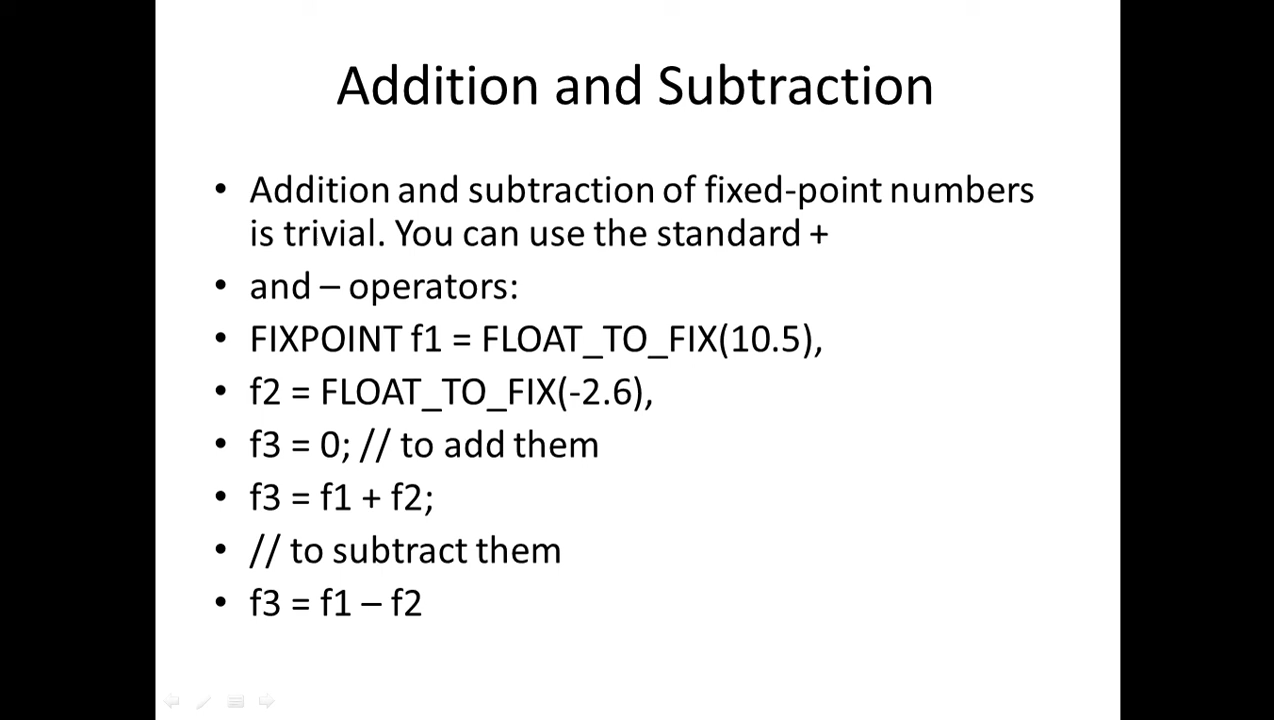 Addition and Subtraction
• Addition and subtraction of fixed-point numbers
is trivial. You can use the standard +
• and – operators:
• FIXPOINT f1 = FLOAT_TO_FIX(10.5),
• f2 = FLOAT_TO_FIX(-2.6),
• f3 = 0; // to add them
• f3 = f1 + f2;
• // to subtract them
• f3 = f1 – f2